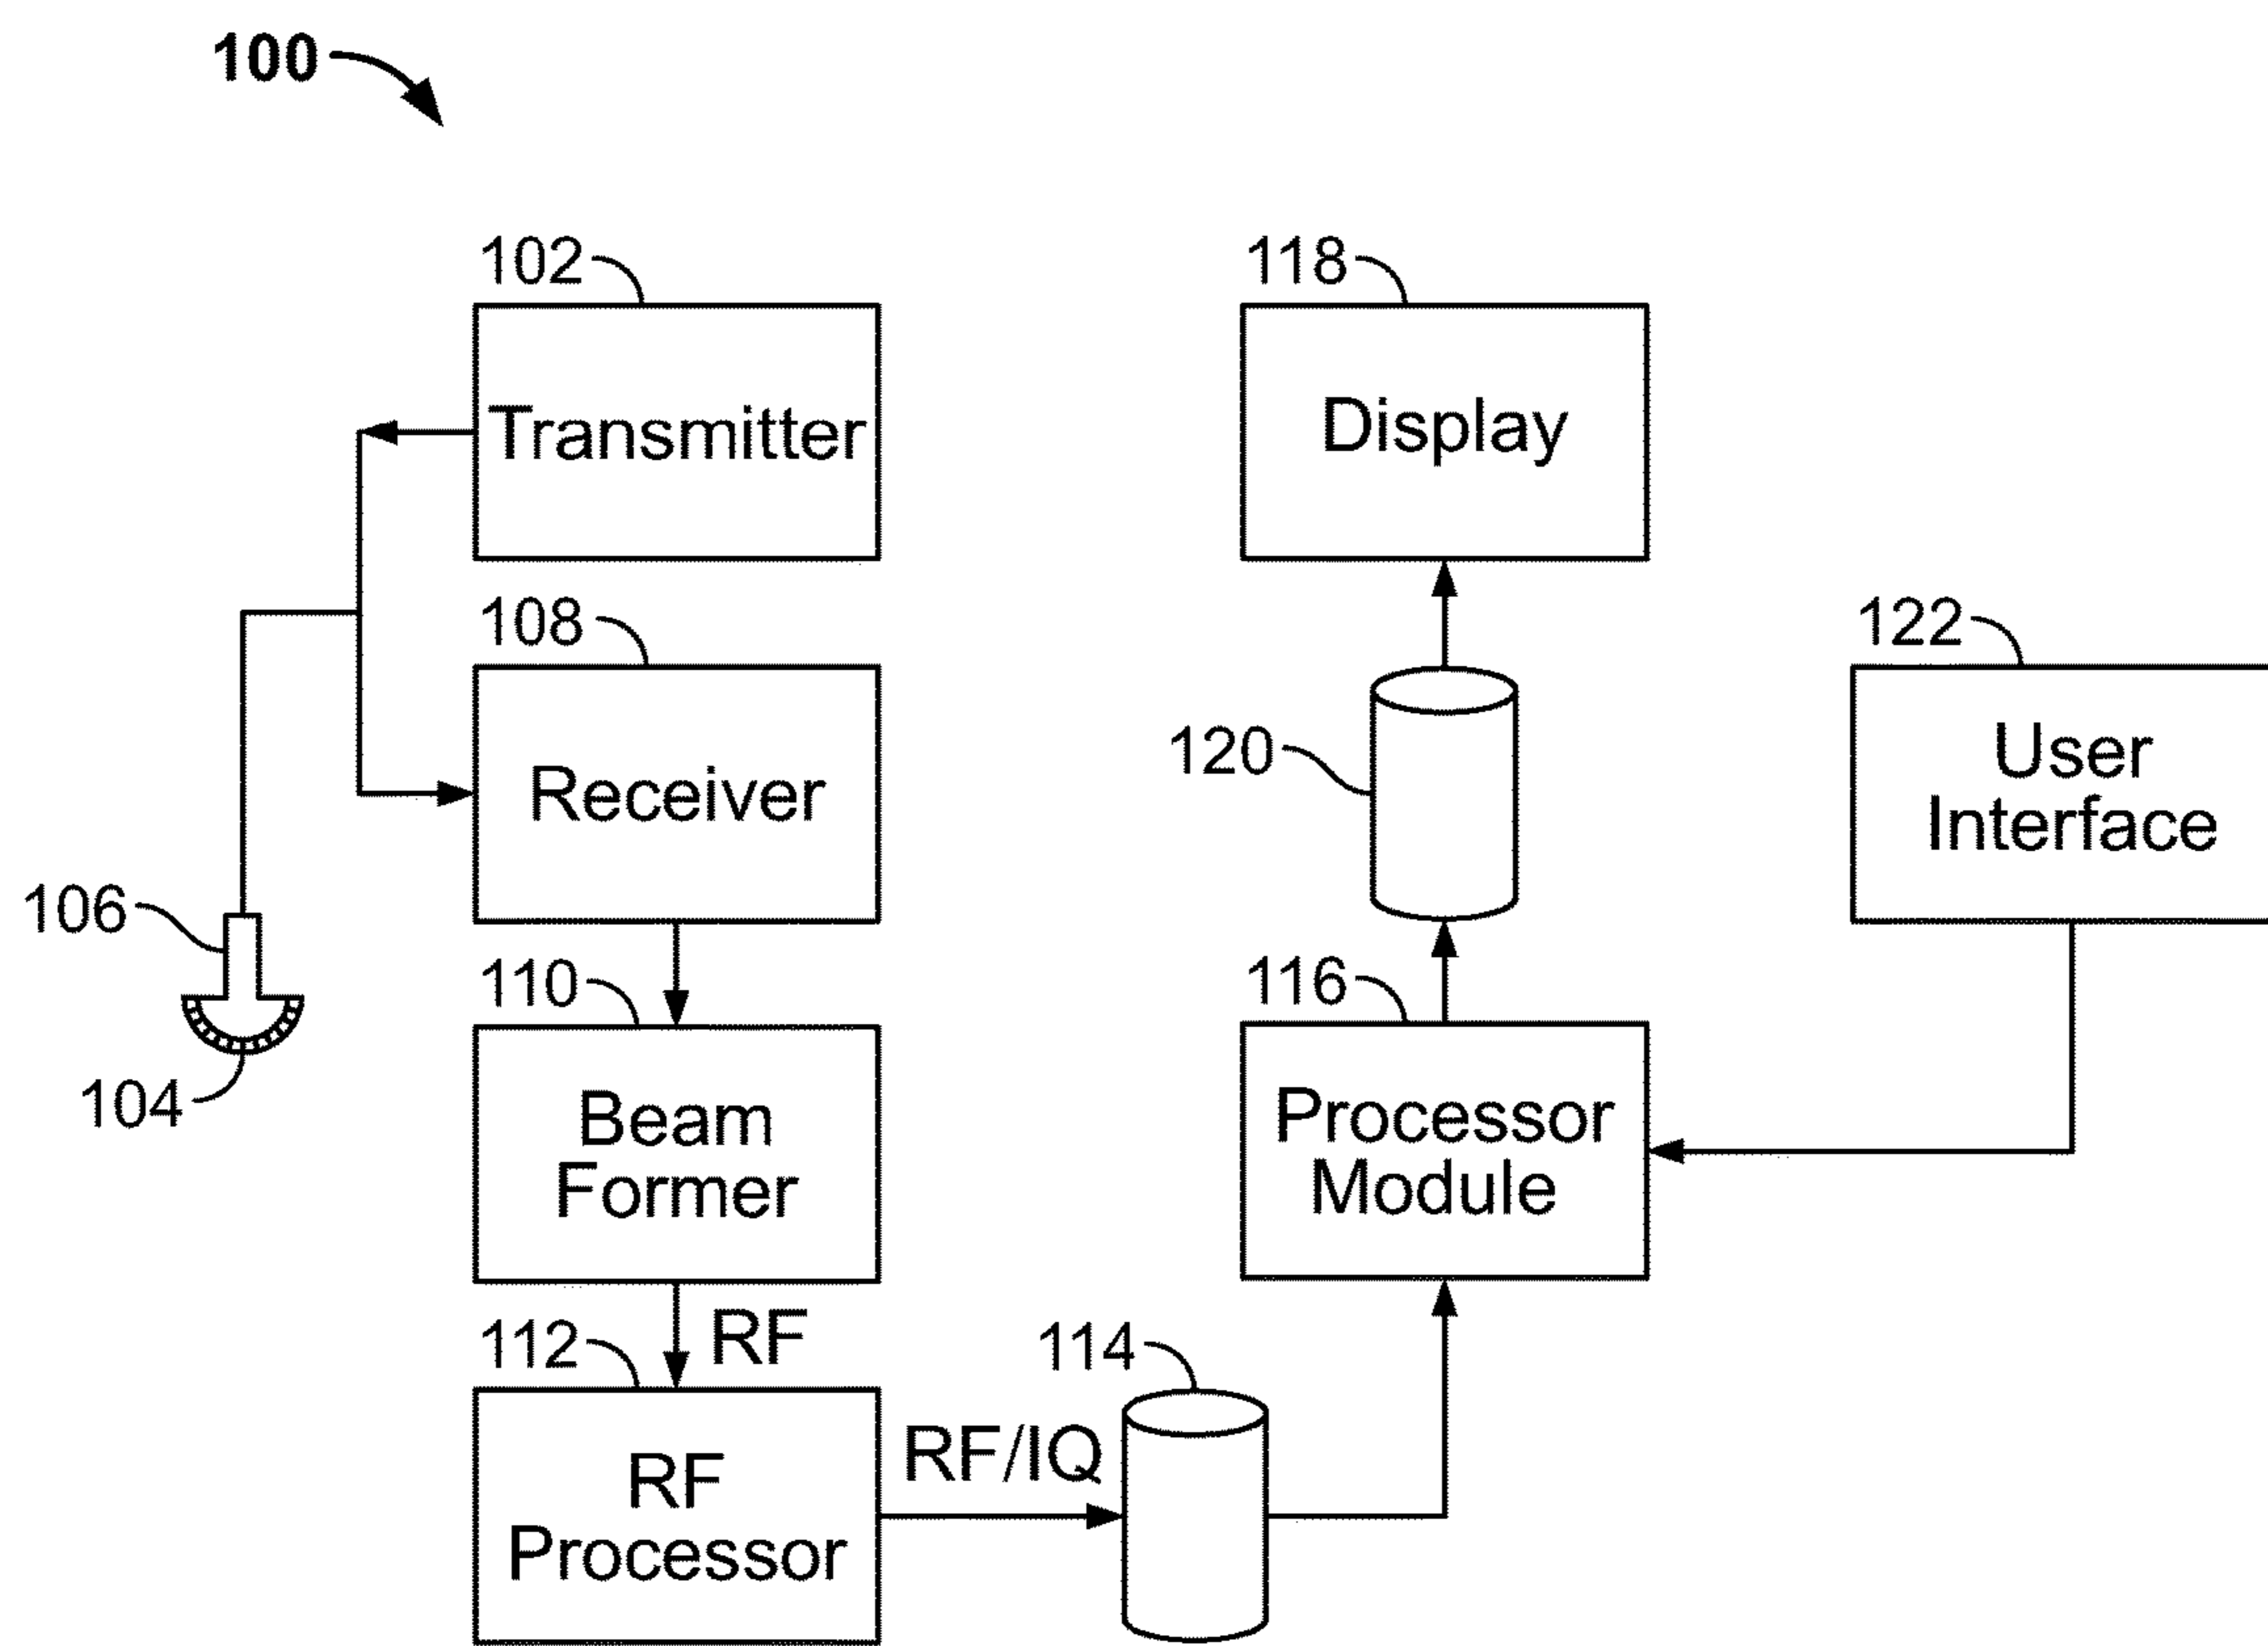 100
102
Transmitter
118
Display
108
Receiver
120
122
User
Interface
106
104
110
Beam
Former
116
Processor
Module
RF
112
RF
Processor
RF/IQ
114